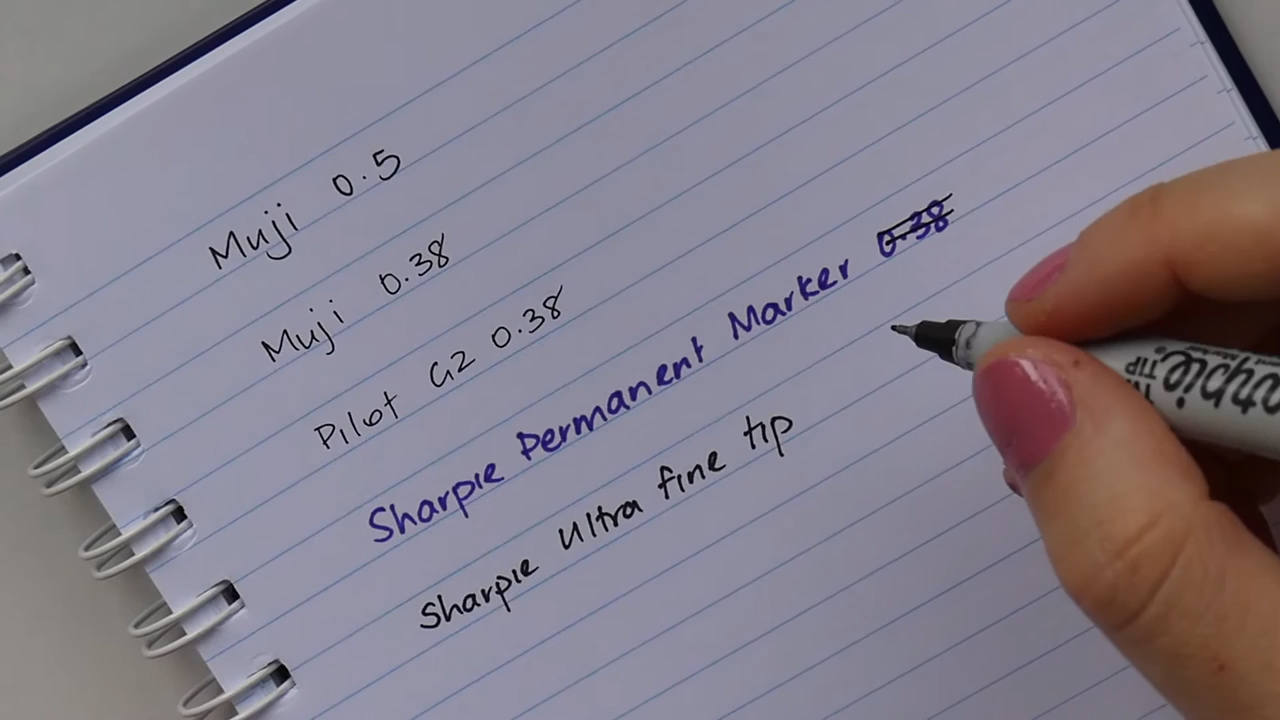 Muji 0.5
Muji 0.38
Pilot G2 0.38
Sharpie Permanent Marker 0.38
Sharpie Ultra fine tip